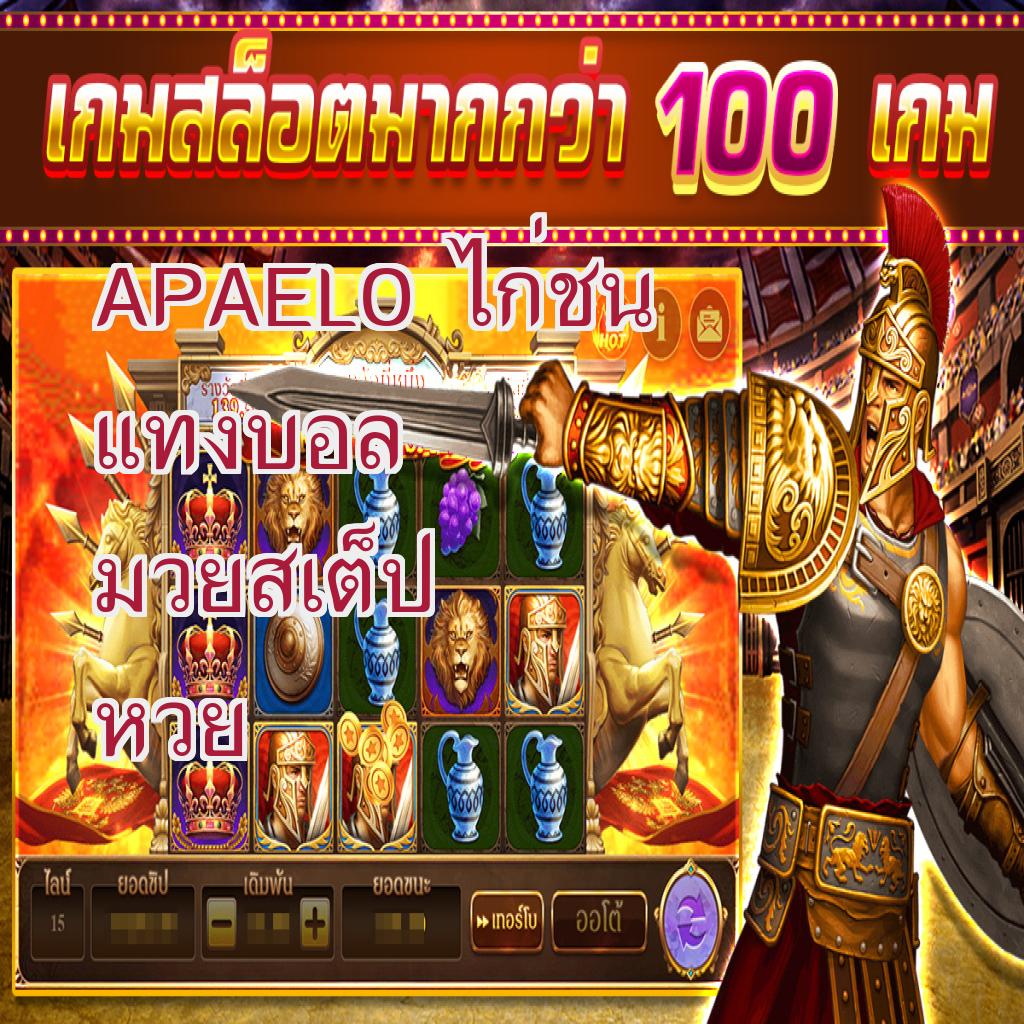 เกมสล็อตมากกว่า 100 เกม
APAELO ไก่ชน
HOT i
แทงบอล
มวยสเต็ป
หวย
ไลน์ ยอดชิป เดิมพัน ยอดชนะ
15 เทอร์โบ ออโต้